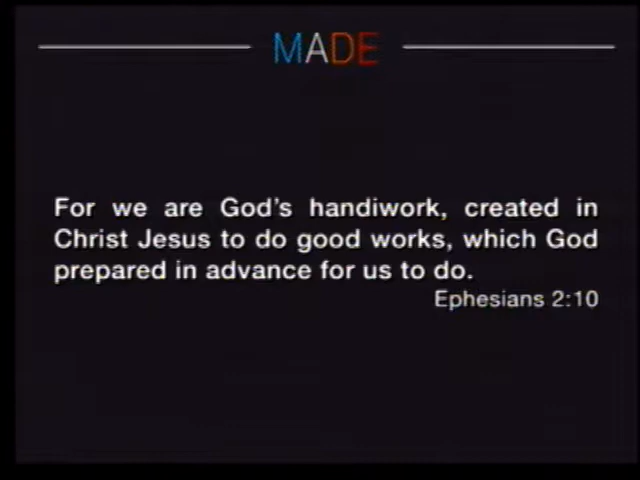 MADE
For we are God's handiwork, created in
Christ Jesus to do good works, which God
prepared in advance for us to do.
Ephesians 2:10